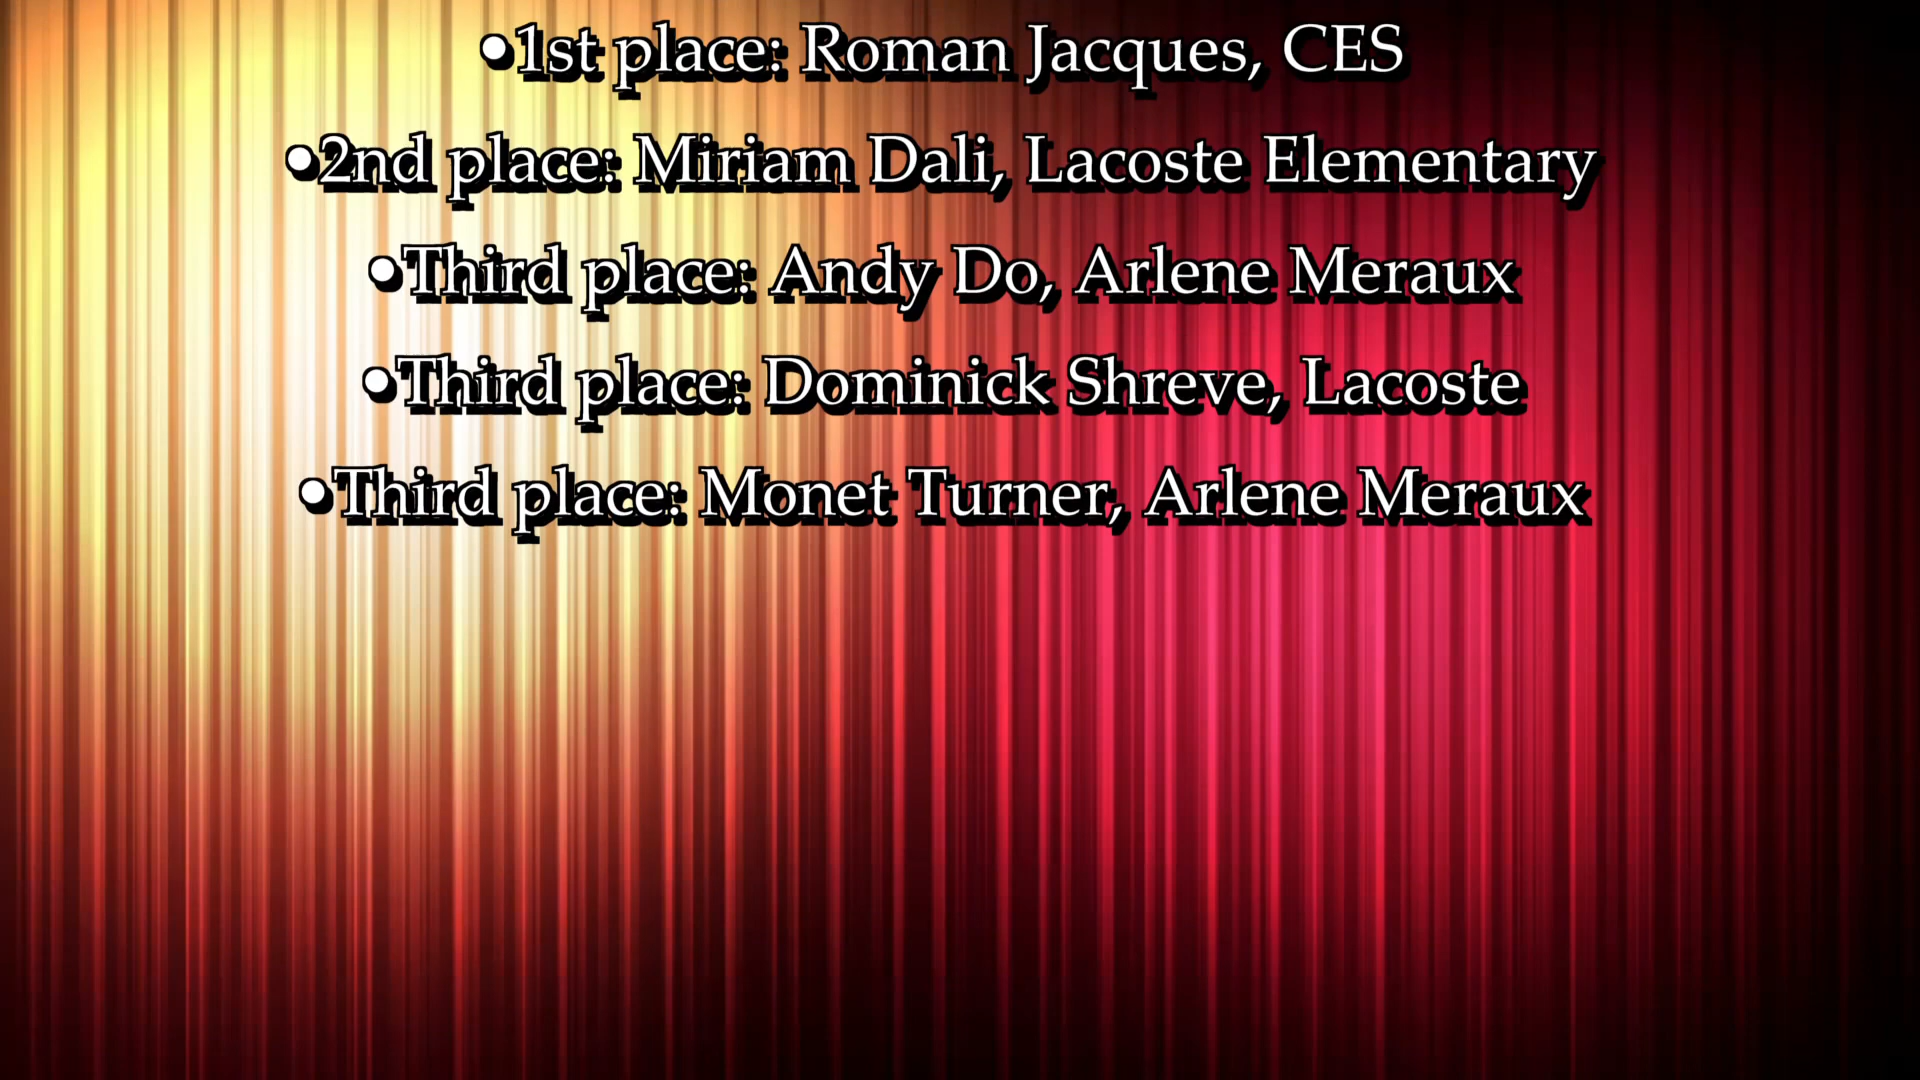 •1st place: Roman Jacques, CES
•2nd place: Miriam Dali, Lacoste Elementary
•Third place: Andy Do, Arlene Meraux
•Third place: Dominick Shreve, Lacoste
•Third place: Monet Turner, Arlene Meraux